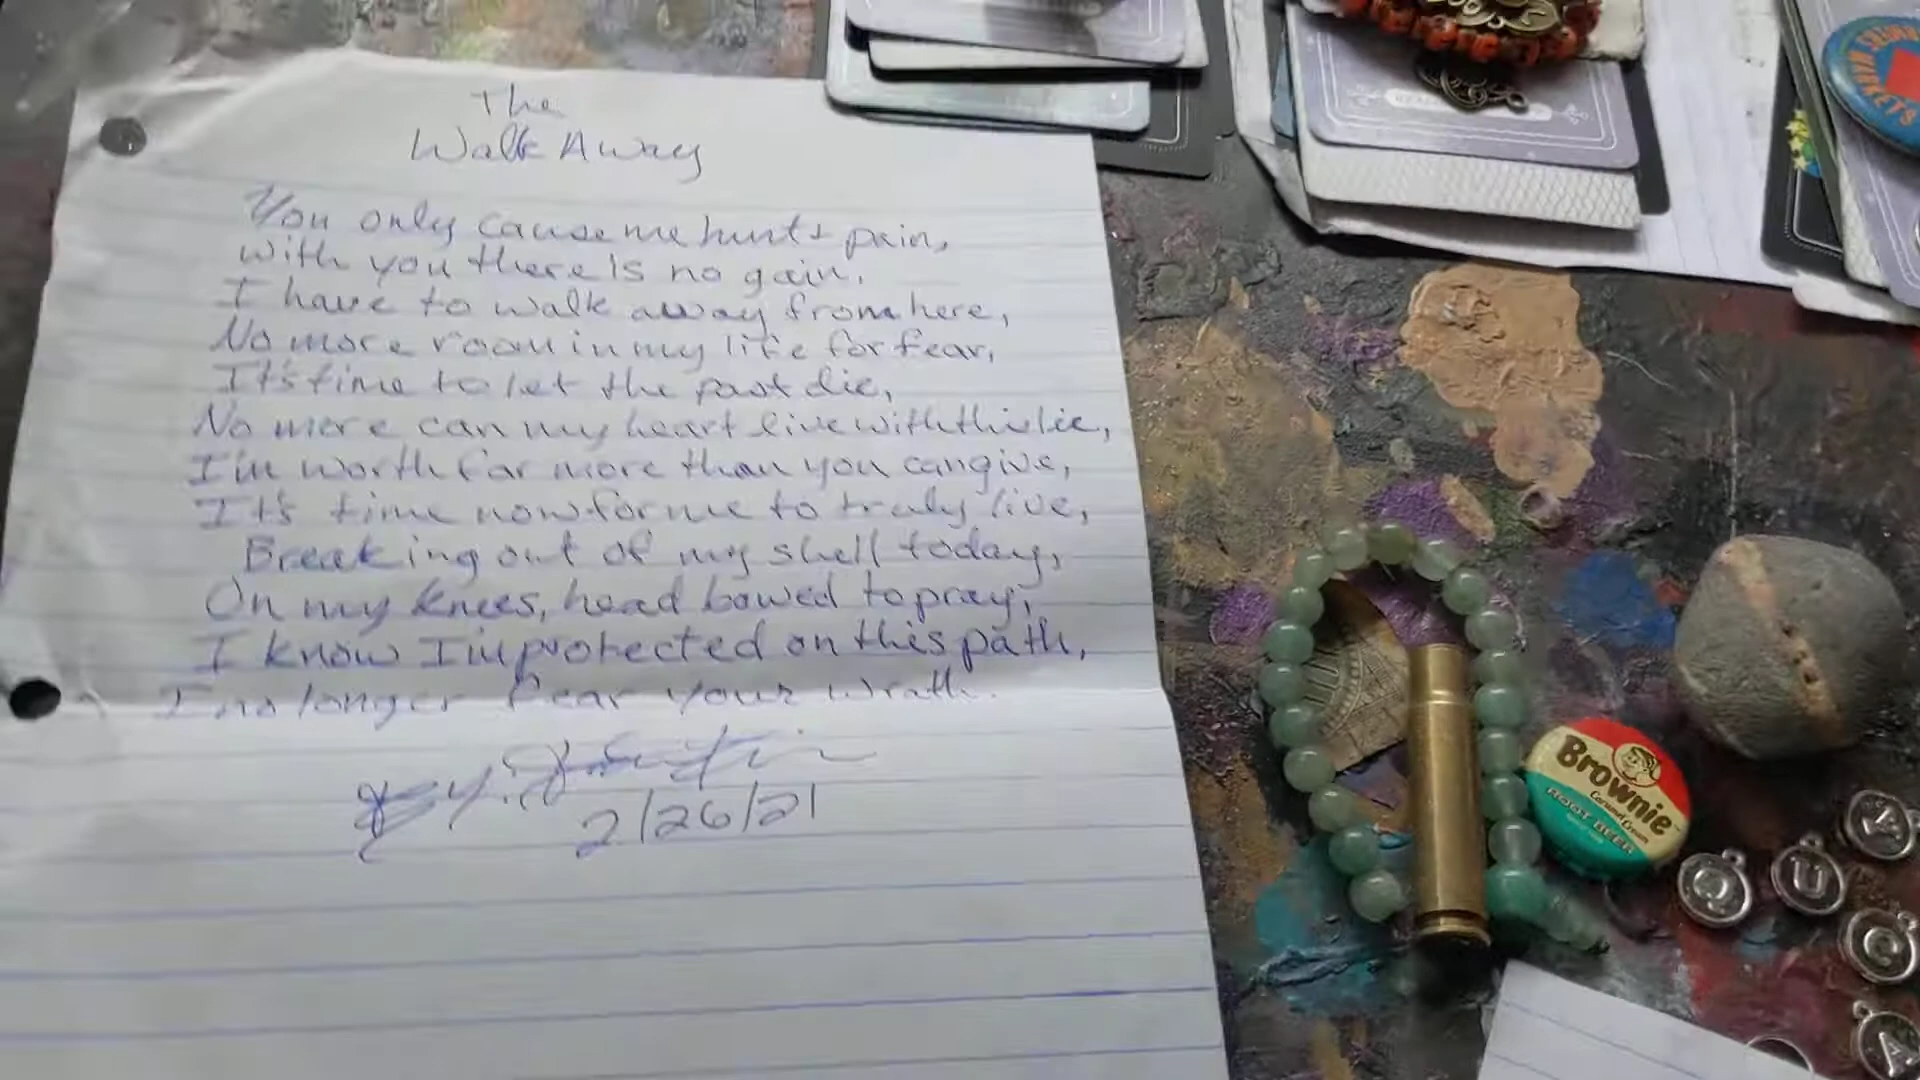 The
Walk Away
You only cause me hurt + pain,
With you there is no gain.
I have to walk away from here,
No more room in my life for fear,
It's time to let the past die,
No more can my heart live with this lie,
I'm worth far more than you can give,
It's time now for me to truly live,
Breaking out of my shell today,
On my knees, head bowed to pray,
I know I'm protected on this path,
I no longer fear your wrath.
2/26/21
Brownie
Caramel Cream
ROOT BEER
U
C
A